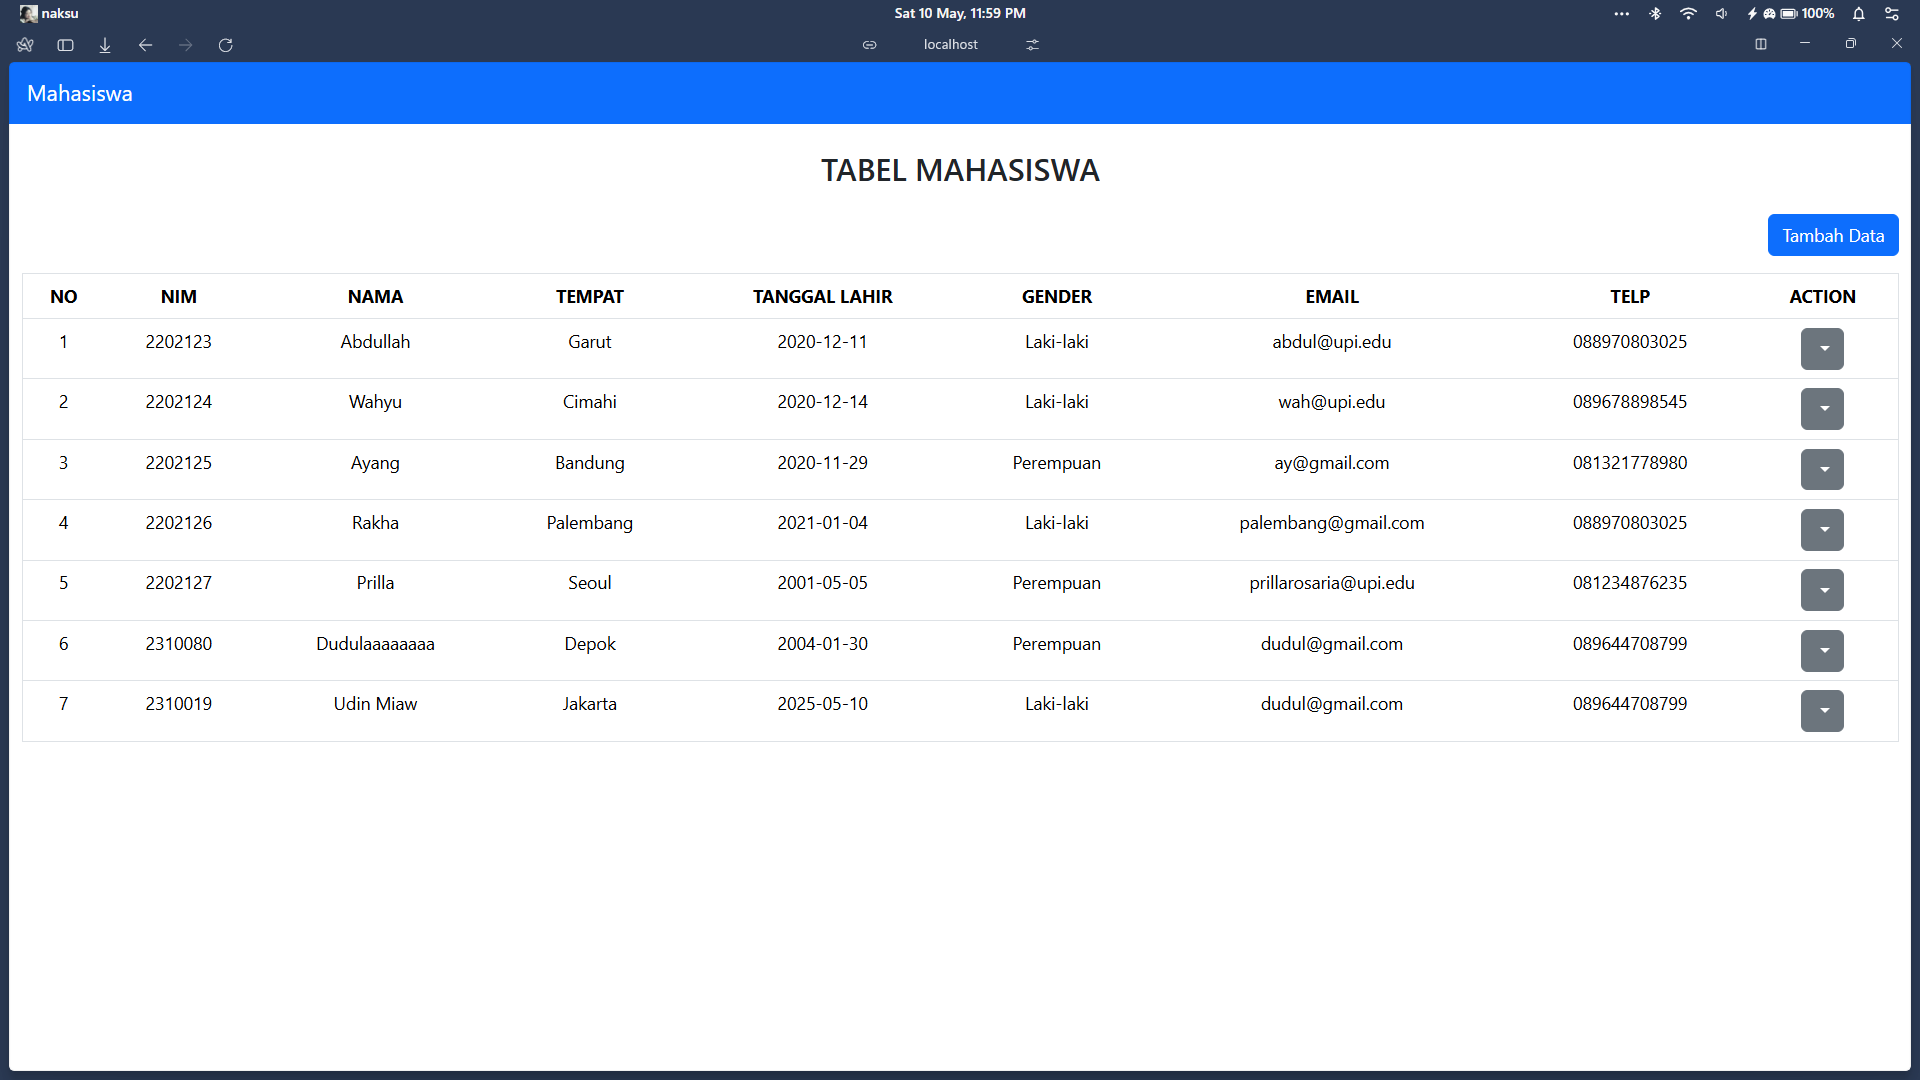 naksu
Sat 10 May, 11:59 PM
100%
localhost
Mahasiswa
TABEL MAHASISWA
Tambah Data
NO NIM NAMA TEMPAT TANGGAL LAHIR GENDER EMAIL TELP ACTION
1 2202123 Abdullah Garut 2020-12-11 Laki-laki abdul@upi.edu 088970803025
2 2202124 Wahyu Cimahi 2020-12-14 Laki-laki wah@upi.edu 089678898545
3 2202125 Ayang Bandung 2020-11-29 Perempuan ay@gmail.com 081321778980
4 2202126 Rakha Palembang 2021-01-04 Laki-laki palembang@gmail.com 088970803025
5 2202127 Prilla Seoul 2001-05-05 Perempuan prillarosaria@upi.edu 081234876235
6 2310080 Dudulaaaaaaaa Depok 2004-01-30 Perempuan dudul@gmail.com 089644708799
7 2310019 Udin Miaw Jakarta 2025-05-10 Laki-laki dudul@gmail.com 089644708799